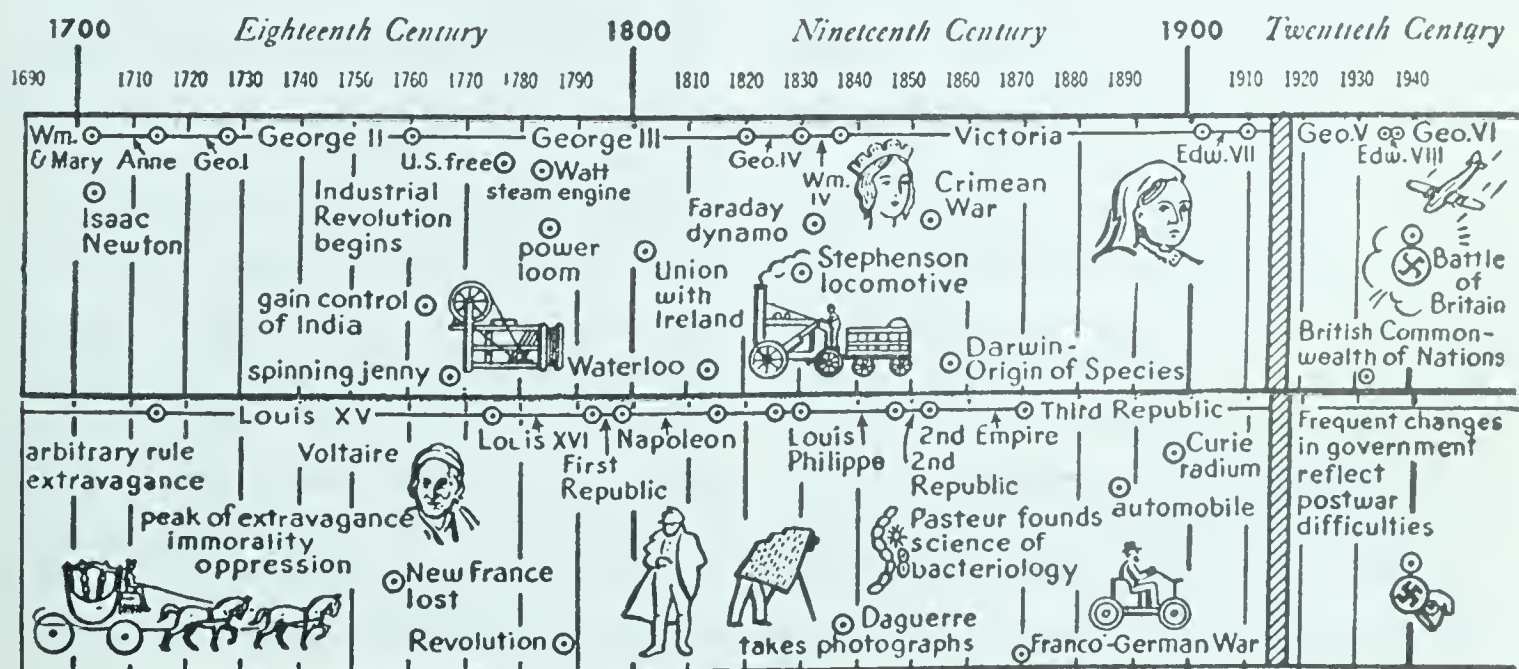 1700 Eighteenth Century 1800 Nineteenth Century 1900 Twentieth Century
1690 1710 1720 1730 1740 1750 1760 1770 1780 1790 1810 1820 1830 1840 1850 1860 1870 1880 1890 1910 1920 1930 1940
Wm. & Mary
Anne
Geo.I
George II
George III
Geo.IV
Wm. IV
Victoria
Edw. VII
Geo.V
Edw. VIII
Geo.VI
Isaac
Newton
Industrial
Revolution
begins
U.S. free
Watt
steam engine
power
loom
gain control
of India
spinning jenny
Union
with
Ireland
Waterloo
Faraday
dynamo
Stephenson
locomotive
Crimean
War
Darwin-
Origin of Species
Battle
of
Britain
British Common-
wealth of Nations
Louis XV
Louis XVI
First
Republic
Napoleon
Louis
Philippe
2nd
Republic
2nd Empire
Third Republic
arbitrary rule
extravagance
Voltaire
peak of extravagance
immorality
oppression
New France
lost
Revolution
Daguerre
takes photographs
Pasteur founds
science of
bacteriology
Curie
radium
automobile
Franco-German War
Frequent changes
in government
reflect
postwar
difficulties